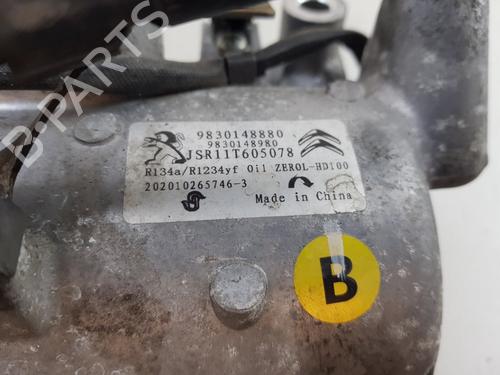 9830148880
9830148980
JSR11T605078
R134a/R1234yf Oil ZEROL-HD100
202010265746-3
Made in China
B
B-PARTS